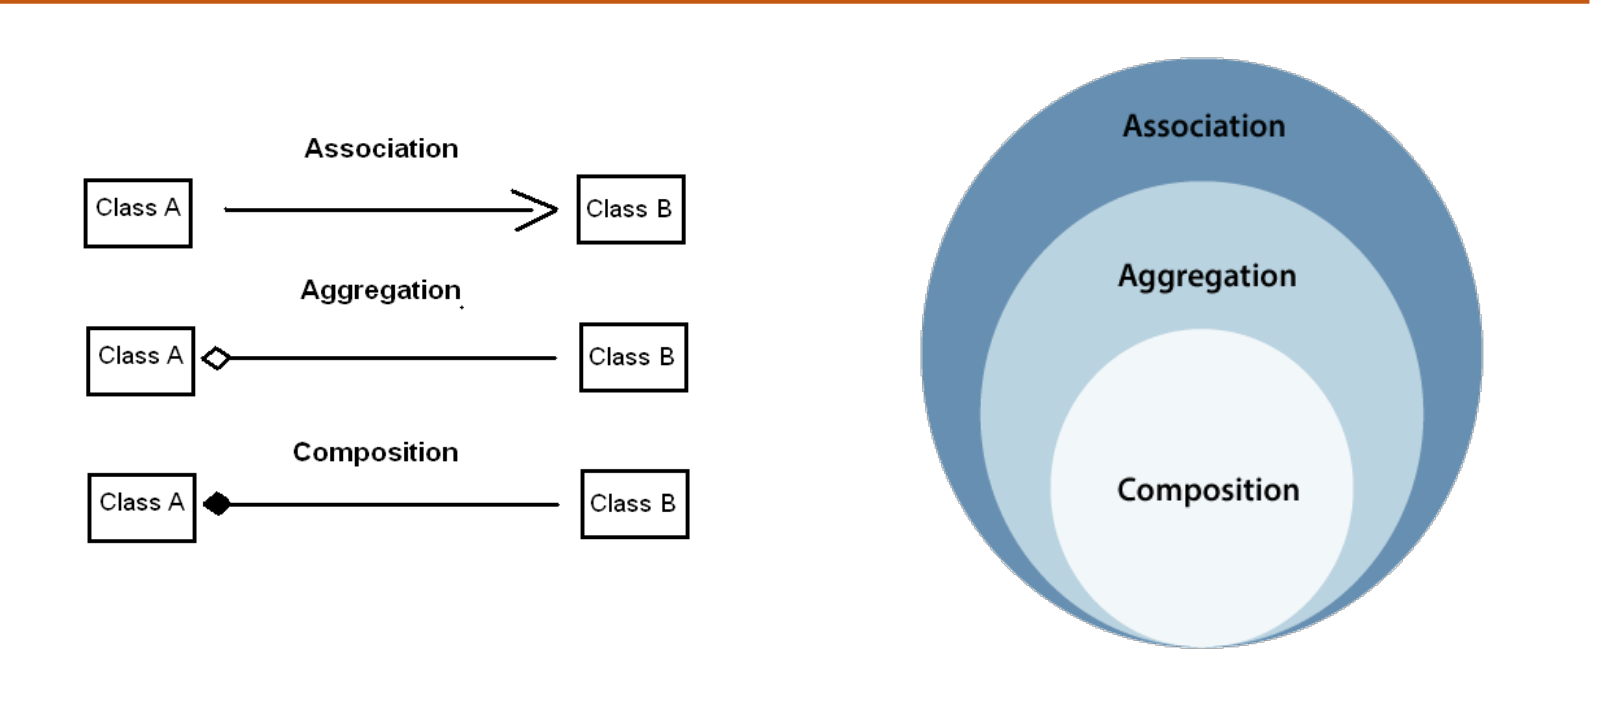 Association
Class A
Class B
Aggregation
Class A
Class B
Composition
Class A
Class B
Association
Aggregation
Composition